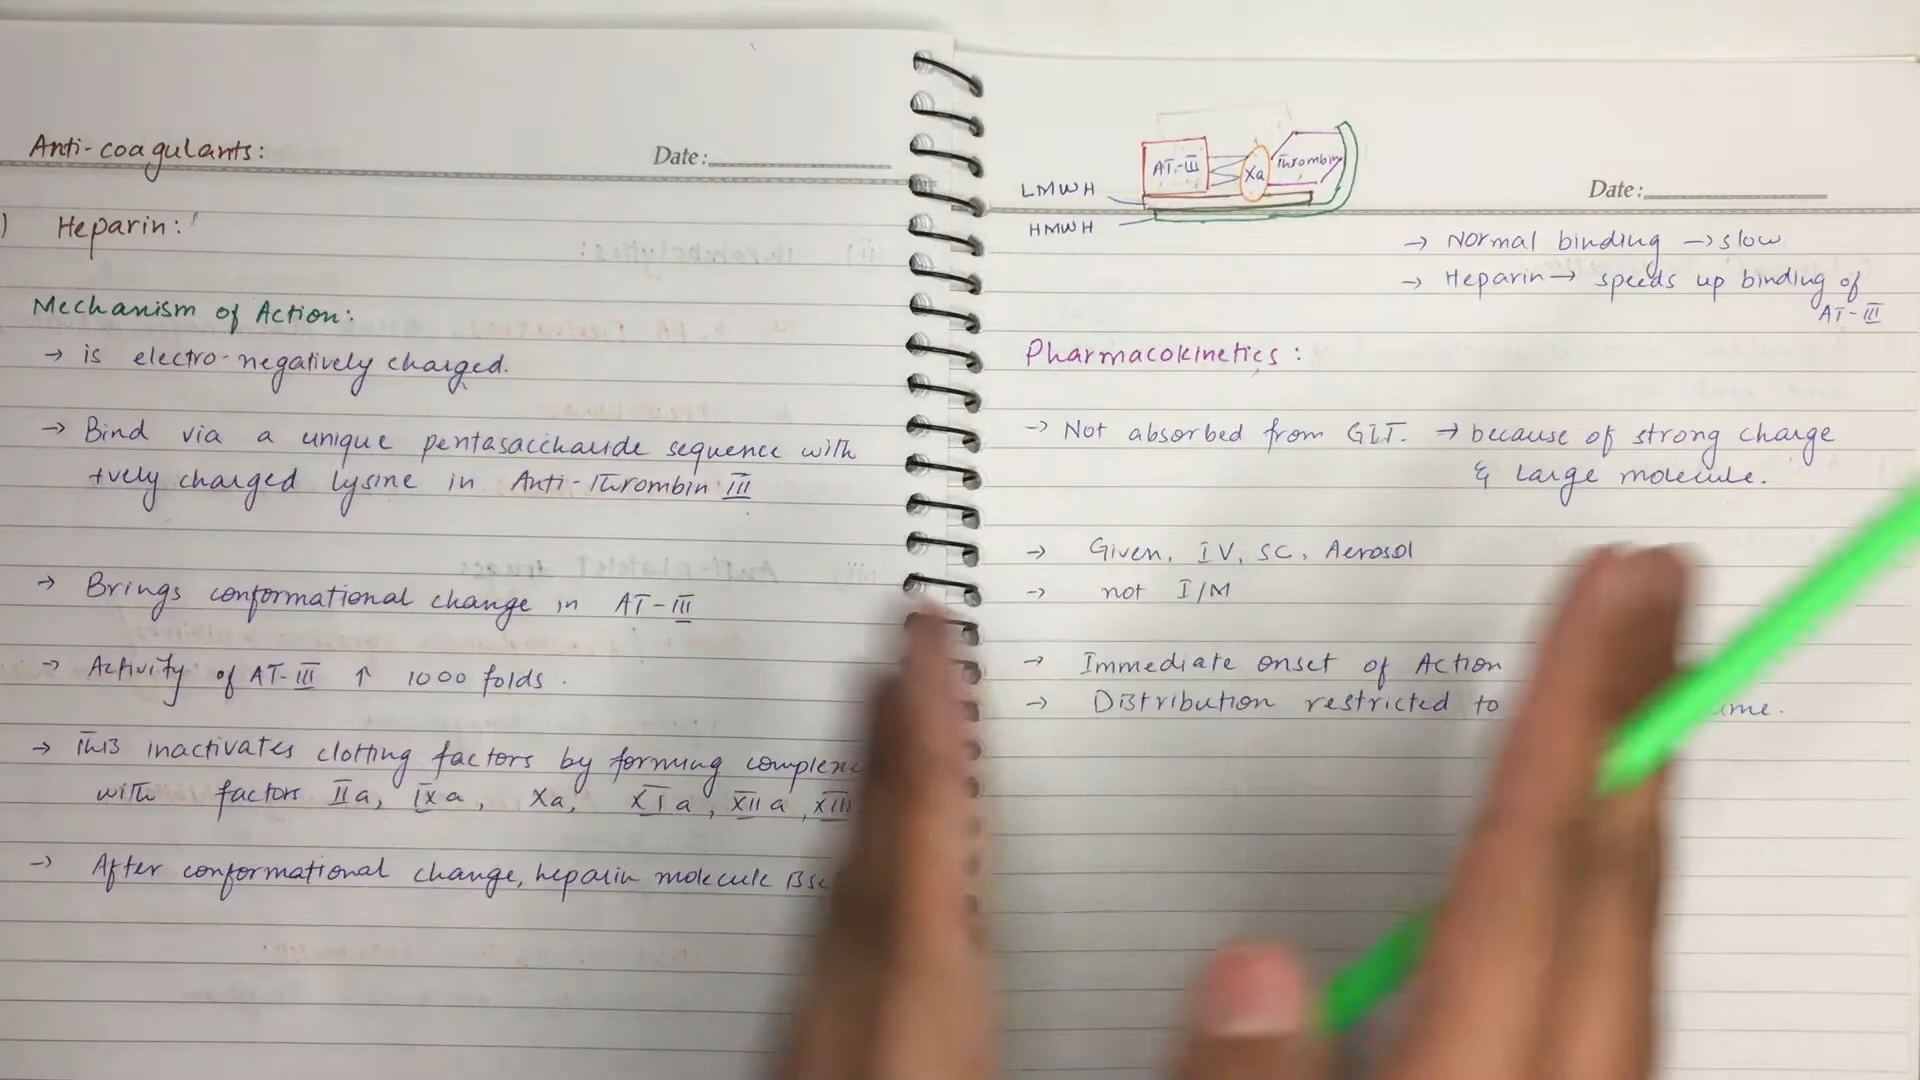 Anti-coagulants:
Date:
) Heparin:
Mechanism of Action:
→ is electro-negatively charged.
→ Bind via a unique pentasaccharide sequence with
+vely charged lysine in Anti-Thrombin III
→ Brings conformational change in AT-III
→ Activity of AT-III ↑ 1000 folds.
→ This inactivates clotting factors by forming
with factors IIa, IXa, Xa, XIa, XIIa, XIII
→ After conformational change, heparin molecule
AT-III
Xa
Thrombin
LMWH
HMWH
Date:
→ Normal binding → slow.
→ Heparin → speeds up binding of
AT-III
Pharmacokinetics:
→ Not absorbed from GIT. → because of strong charge
& large molecule.
→ Given, IV, SC, Aerosol
→ not I/M
→ Immediate onset of Action
→ Distribution restricted to